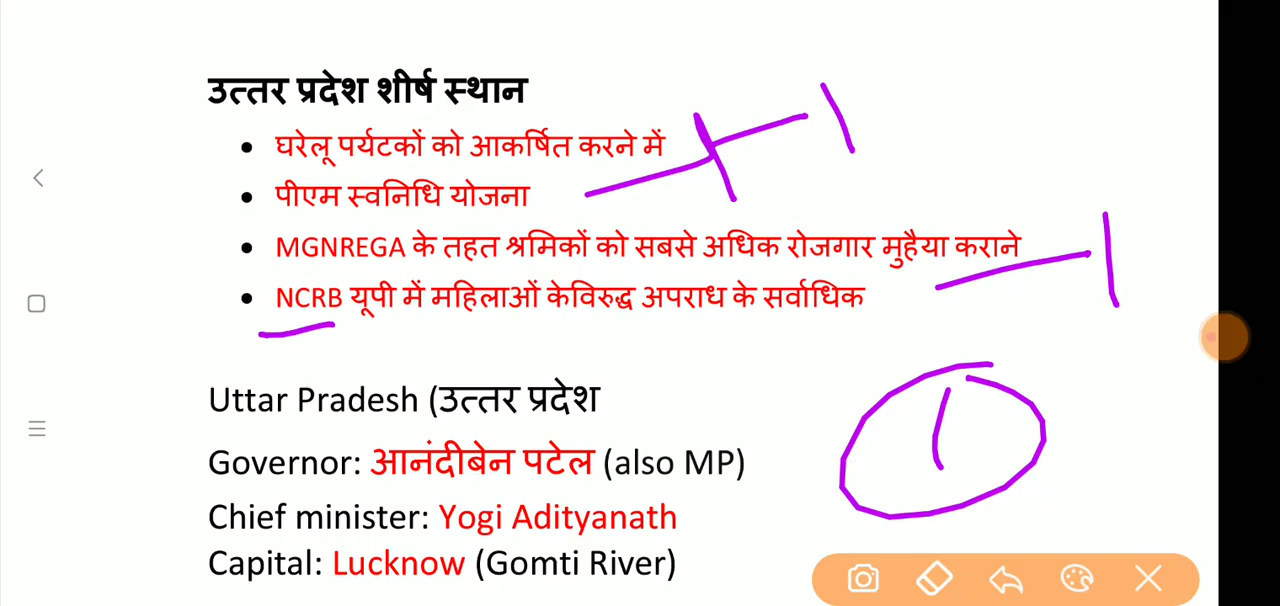 उत्तर प्रदेश शीर्ष स्थान
• घरेलू पर्यटकों को आकर्षित करने में
• पीएम स्वनिधि योजना
• MGNREGA के तहत श्रमिकों को सबसे अधिक रोजगार मुहैया कराने
• NCRB यूपी में महिलाओं केविरुद्ध अपराध के सर्वाधिक
Uttar Pradesh (उत्तर प्रदेश
Governor: आनंदीबेन पटेल (also MP)
Chief minister: Yogi Adityanath
Capital: Lucknow (Gomti River)